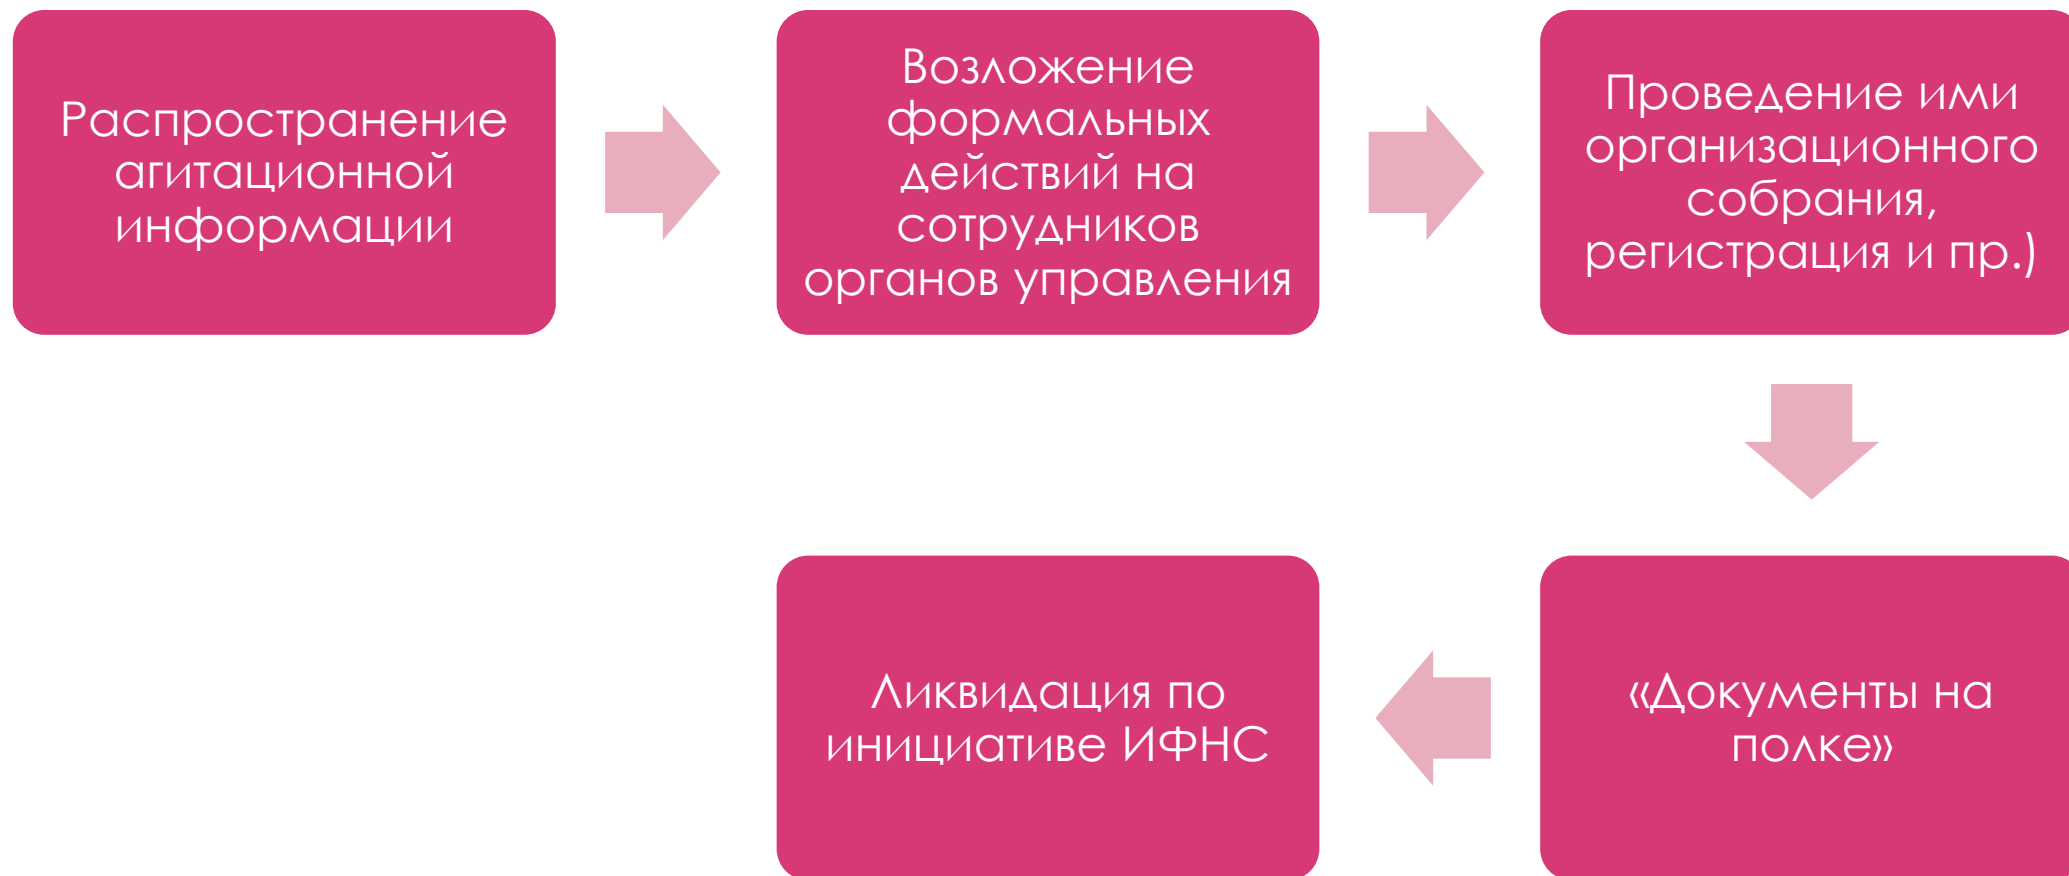 Распространение
агитационной
информации
Возложение
формальных
действий на
сотрудников
органов управления
Проведение ими
организационного
собрания,
регистрация и пр.)
«Документы на
полке»
Ликвидация по
инициативе ИФНС